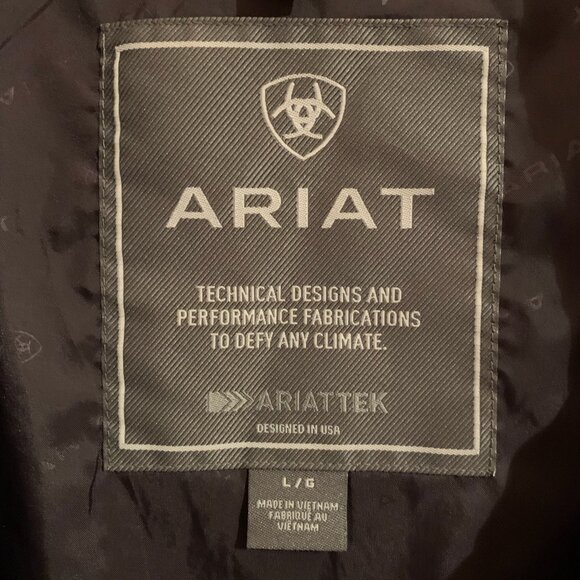 ARIAT
TECHNICAL DESIGNS AND
PERFORMANCE FABRICATIONS
TO DEFY ANY CLIMATE.
ARIATTEK
DESIGNED IN USA
L / G
MADE IN VIETNAM
FABRIQUÉ AU
VIETNAM